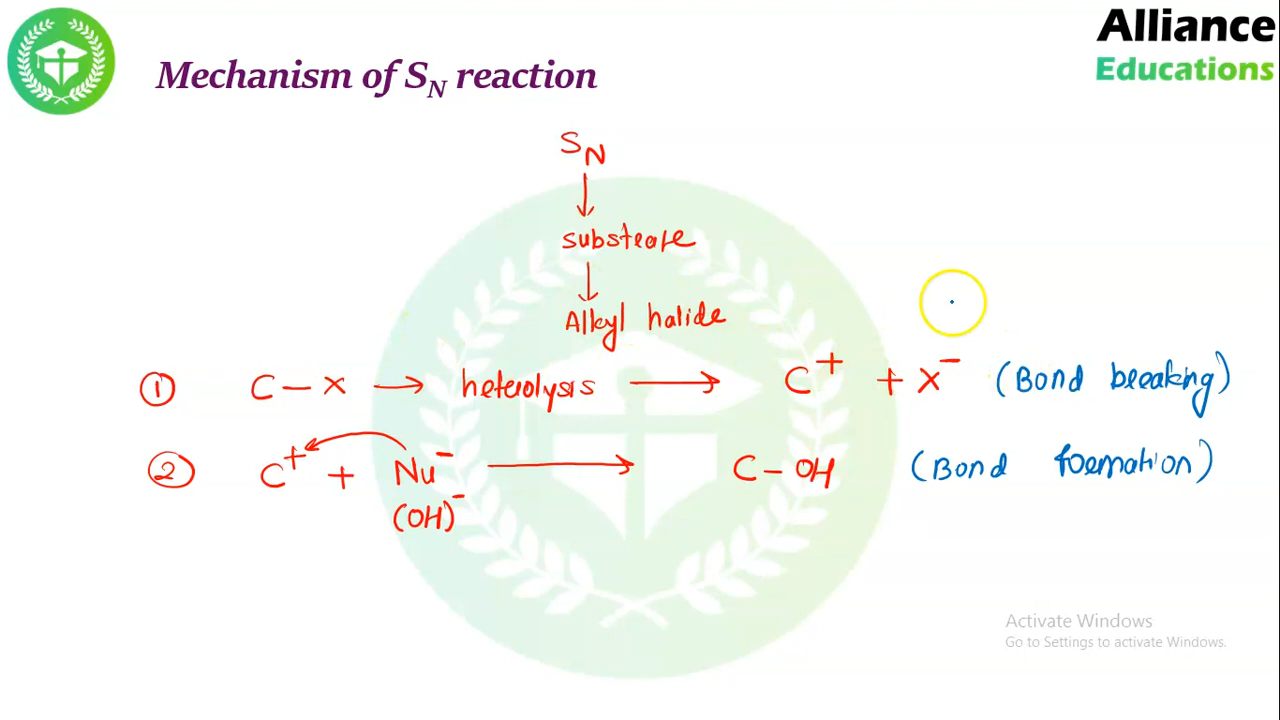 Alliance
Educations
Mechanism of SN reaction
SN
↓
substrate
↓
Alkyl halide
① C – X → heterolysis → C⁺ + X⁻ (Bond breaking)
② C⁺ + Nu⁻ → C – OH (Bond formation)
(OH)⁻
Activate Windows
Go to Settings to activate Windows.